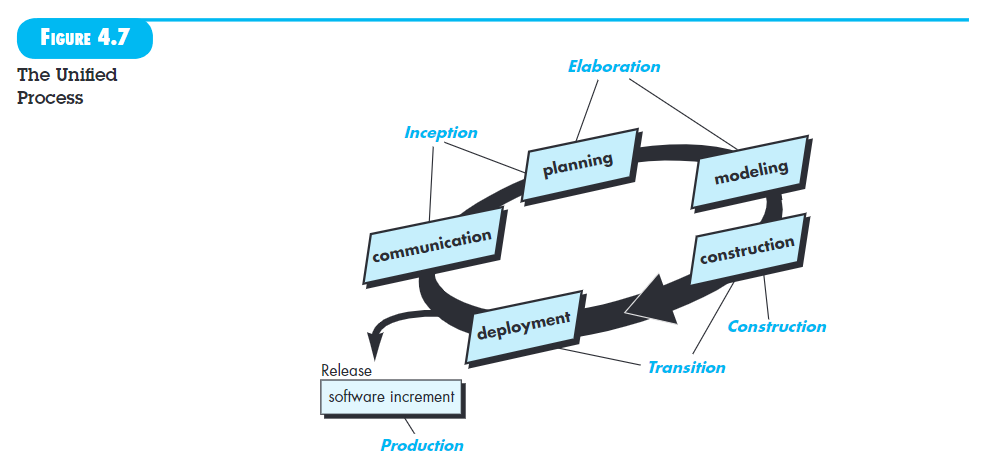 FIGURE 4.7
The Unified
Process
Elaboration
Inception
planning
modeling
communication
construction
deployment
Construction
Transition
Release
software increment
Production